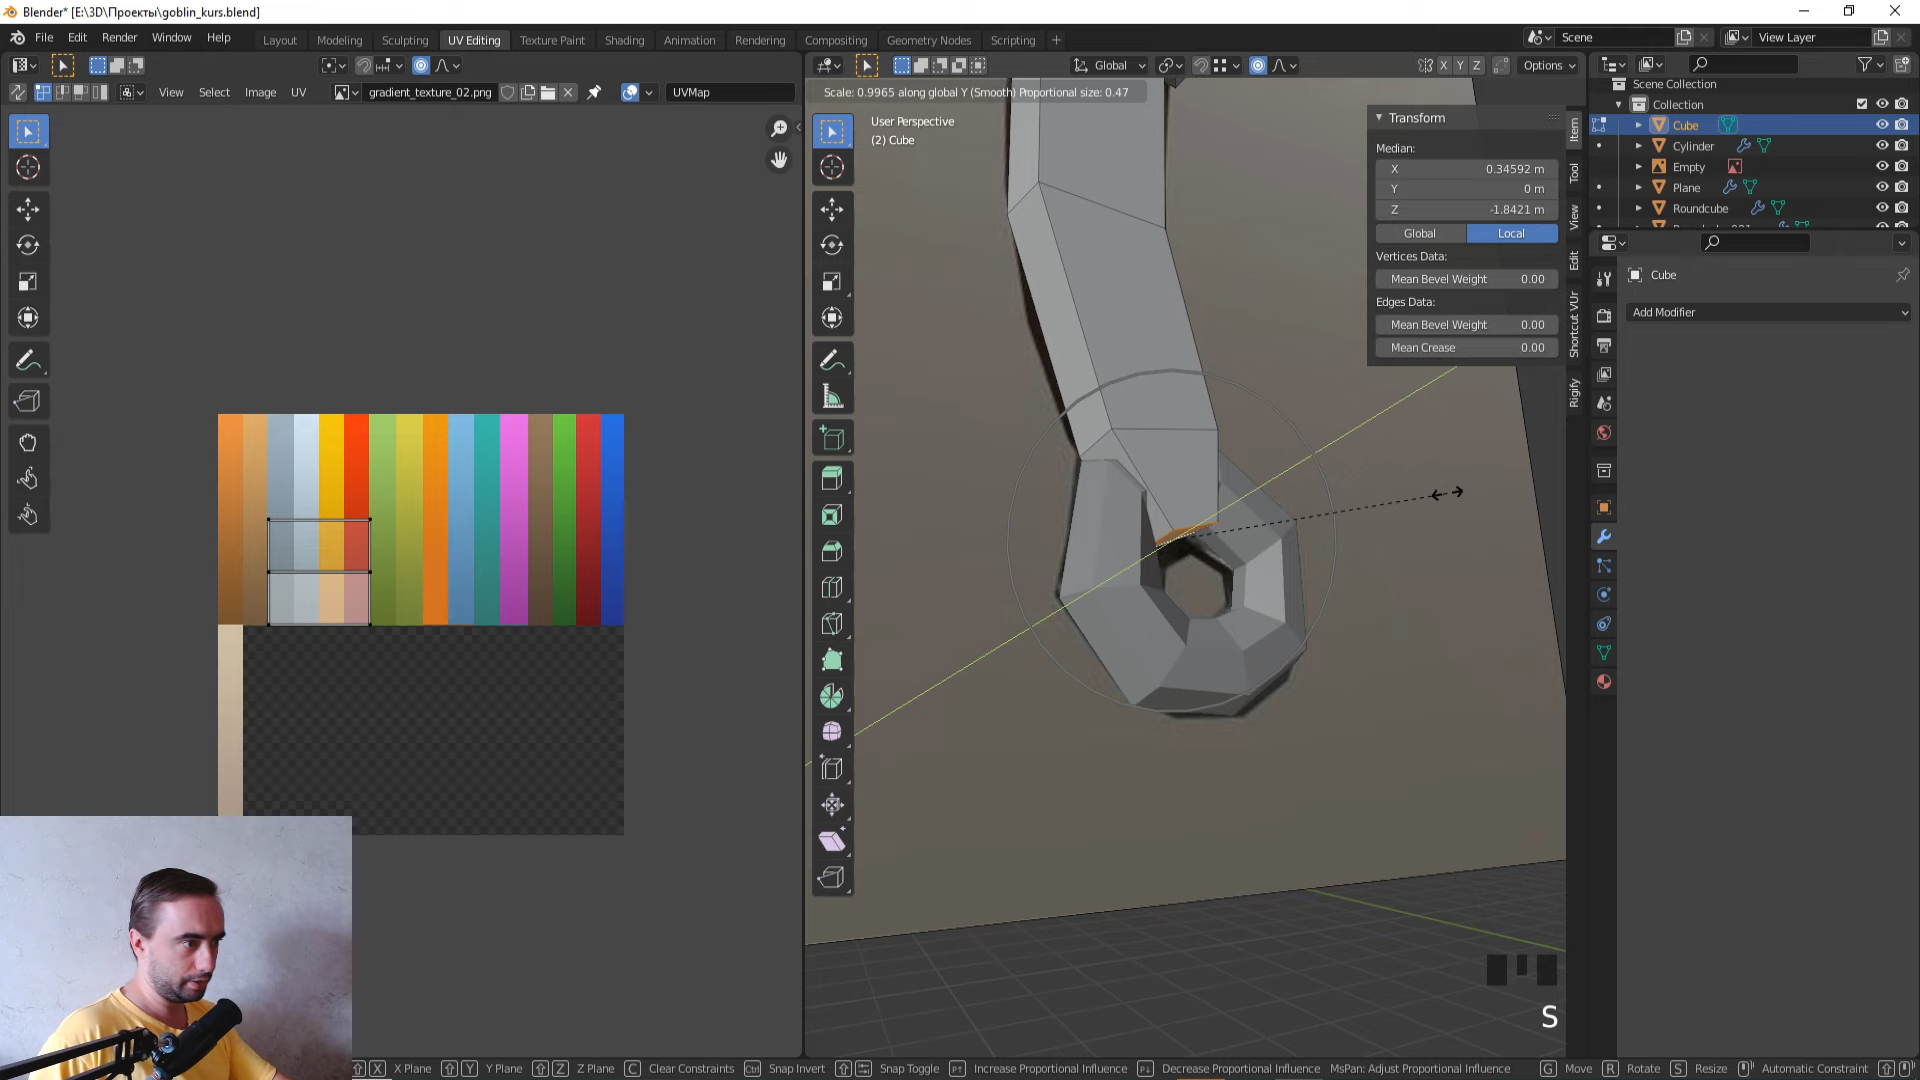 Blender* [E:\3D\Проекты\goblin_kurs.blend]
File Edit Render Window Help
Layout Modeling Sculpting UV Editing Texture Paint Shading Animation Rendering Compositing Geometry Nodes Scripting +
Scene View Layer
Global X Y Z Options
View Select Image UV gradient_texture_02.png UVMap
Scale: 0.9965 along global Y (Smooth) Proportional size: 0.47
User Perspective
(2) Cube
Transform
Median:
X 0.34592 m
Y 0 m
Z -1.8421 m
Global Local
Vertices Data:
Mean Bevel Weight 0.00
Edges Data:
Mean Bevel Weight 0.00
Mean Crease 0.00
Item
Tool
View
Edit
Shortcut VUr
Rigify
Scene Collection
Collection
Cube
Cylinder
Empty
Plane
Roundcube
Cube
Add Modifier
S
X X Plane Y Y Plane Z Z Plane C Clear Constraints Ctrl Snap Invert Snap Toggle Increase Proportional Influence Decrease Proportional Influence MsPan: Adjust Proportional Influence G Move R Rotate S Resize Automatic Constraint